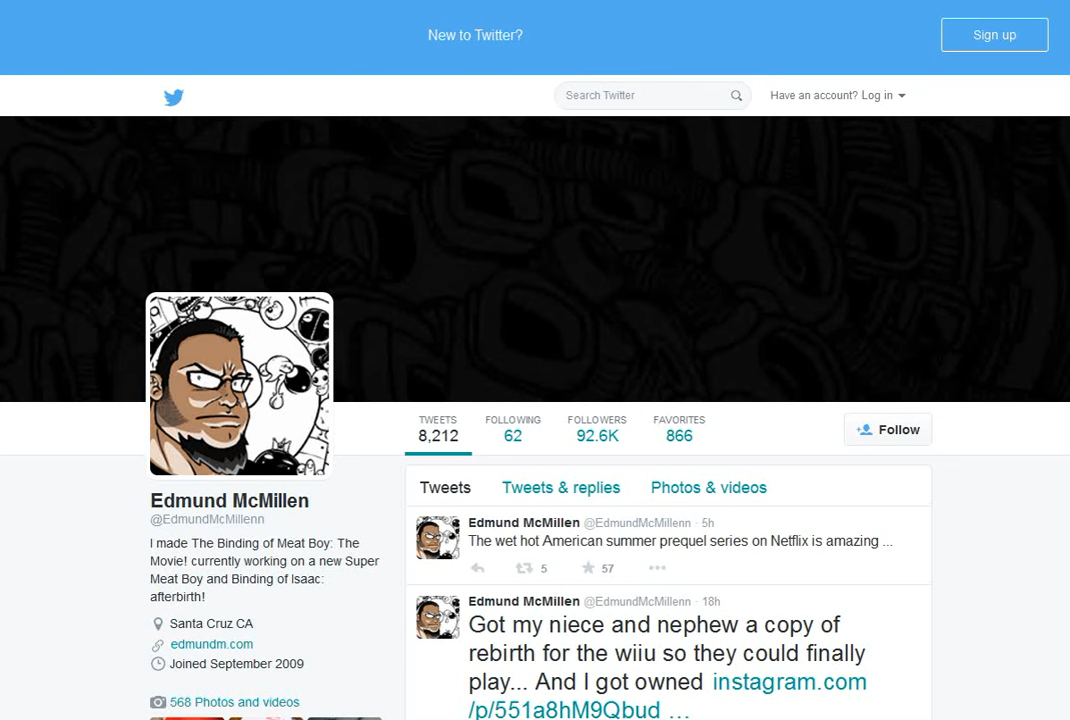 New to Twitter?
Sign up
Search Twitter
Have an account? Log in
TWEETS
8,212
FOLLOWING
62
FOLLOWERS
92.6K
FAVORITES
866
Follow
Edmund McMillen
@EdmundMcMillenn
I made The Binding of Meat Boy: The
Movie! currently working on a new Super
Meat Boy and Binding of Isaac:
afterbirth!
Santa Cruz CA
edmundm.com
Joined September 2009
568 Photos and videos
Tweets
Tweets & replies
Photos & videos
Edmund McMillen @EdmundMcMillenn · 5h
The wet hot American summer prequel series on Netflix is amazing ...
5
57
Edmund McMillen @EdmundMcMillenn · 18h
Got my niece and nephew a copy of
rebirth for the wiiu so they could finally
play... And I got owned instagram.com
/p/551a8hM9Qbud ...